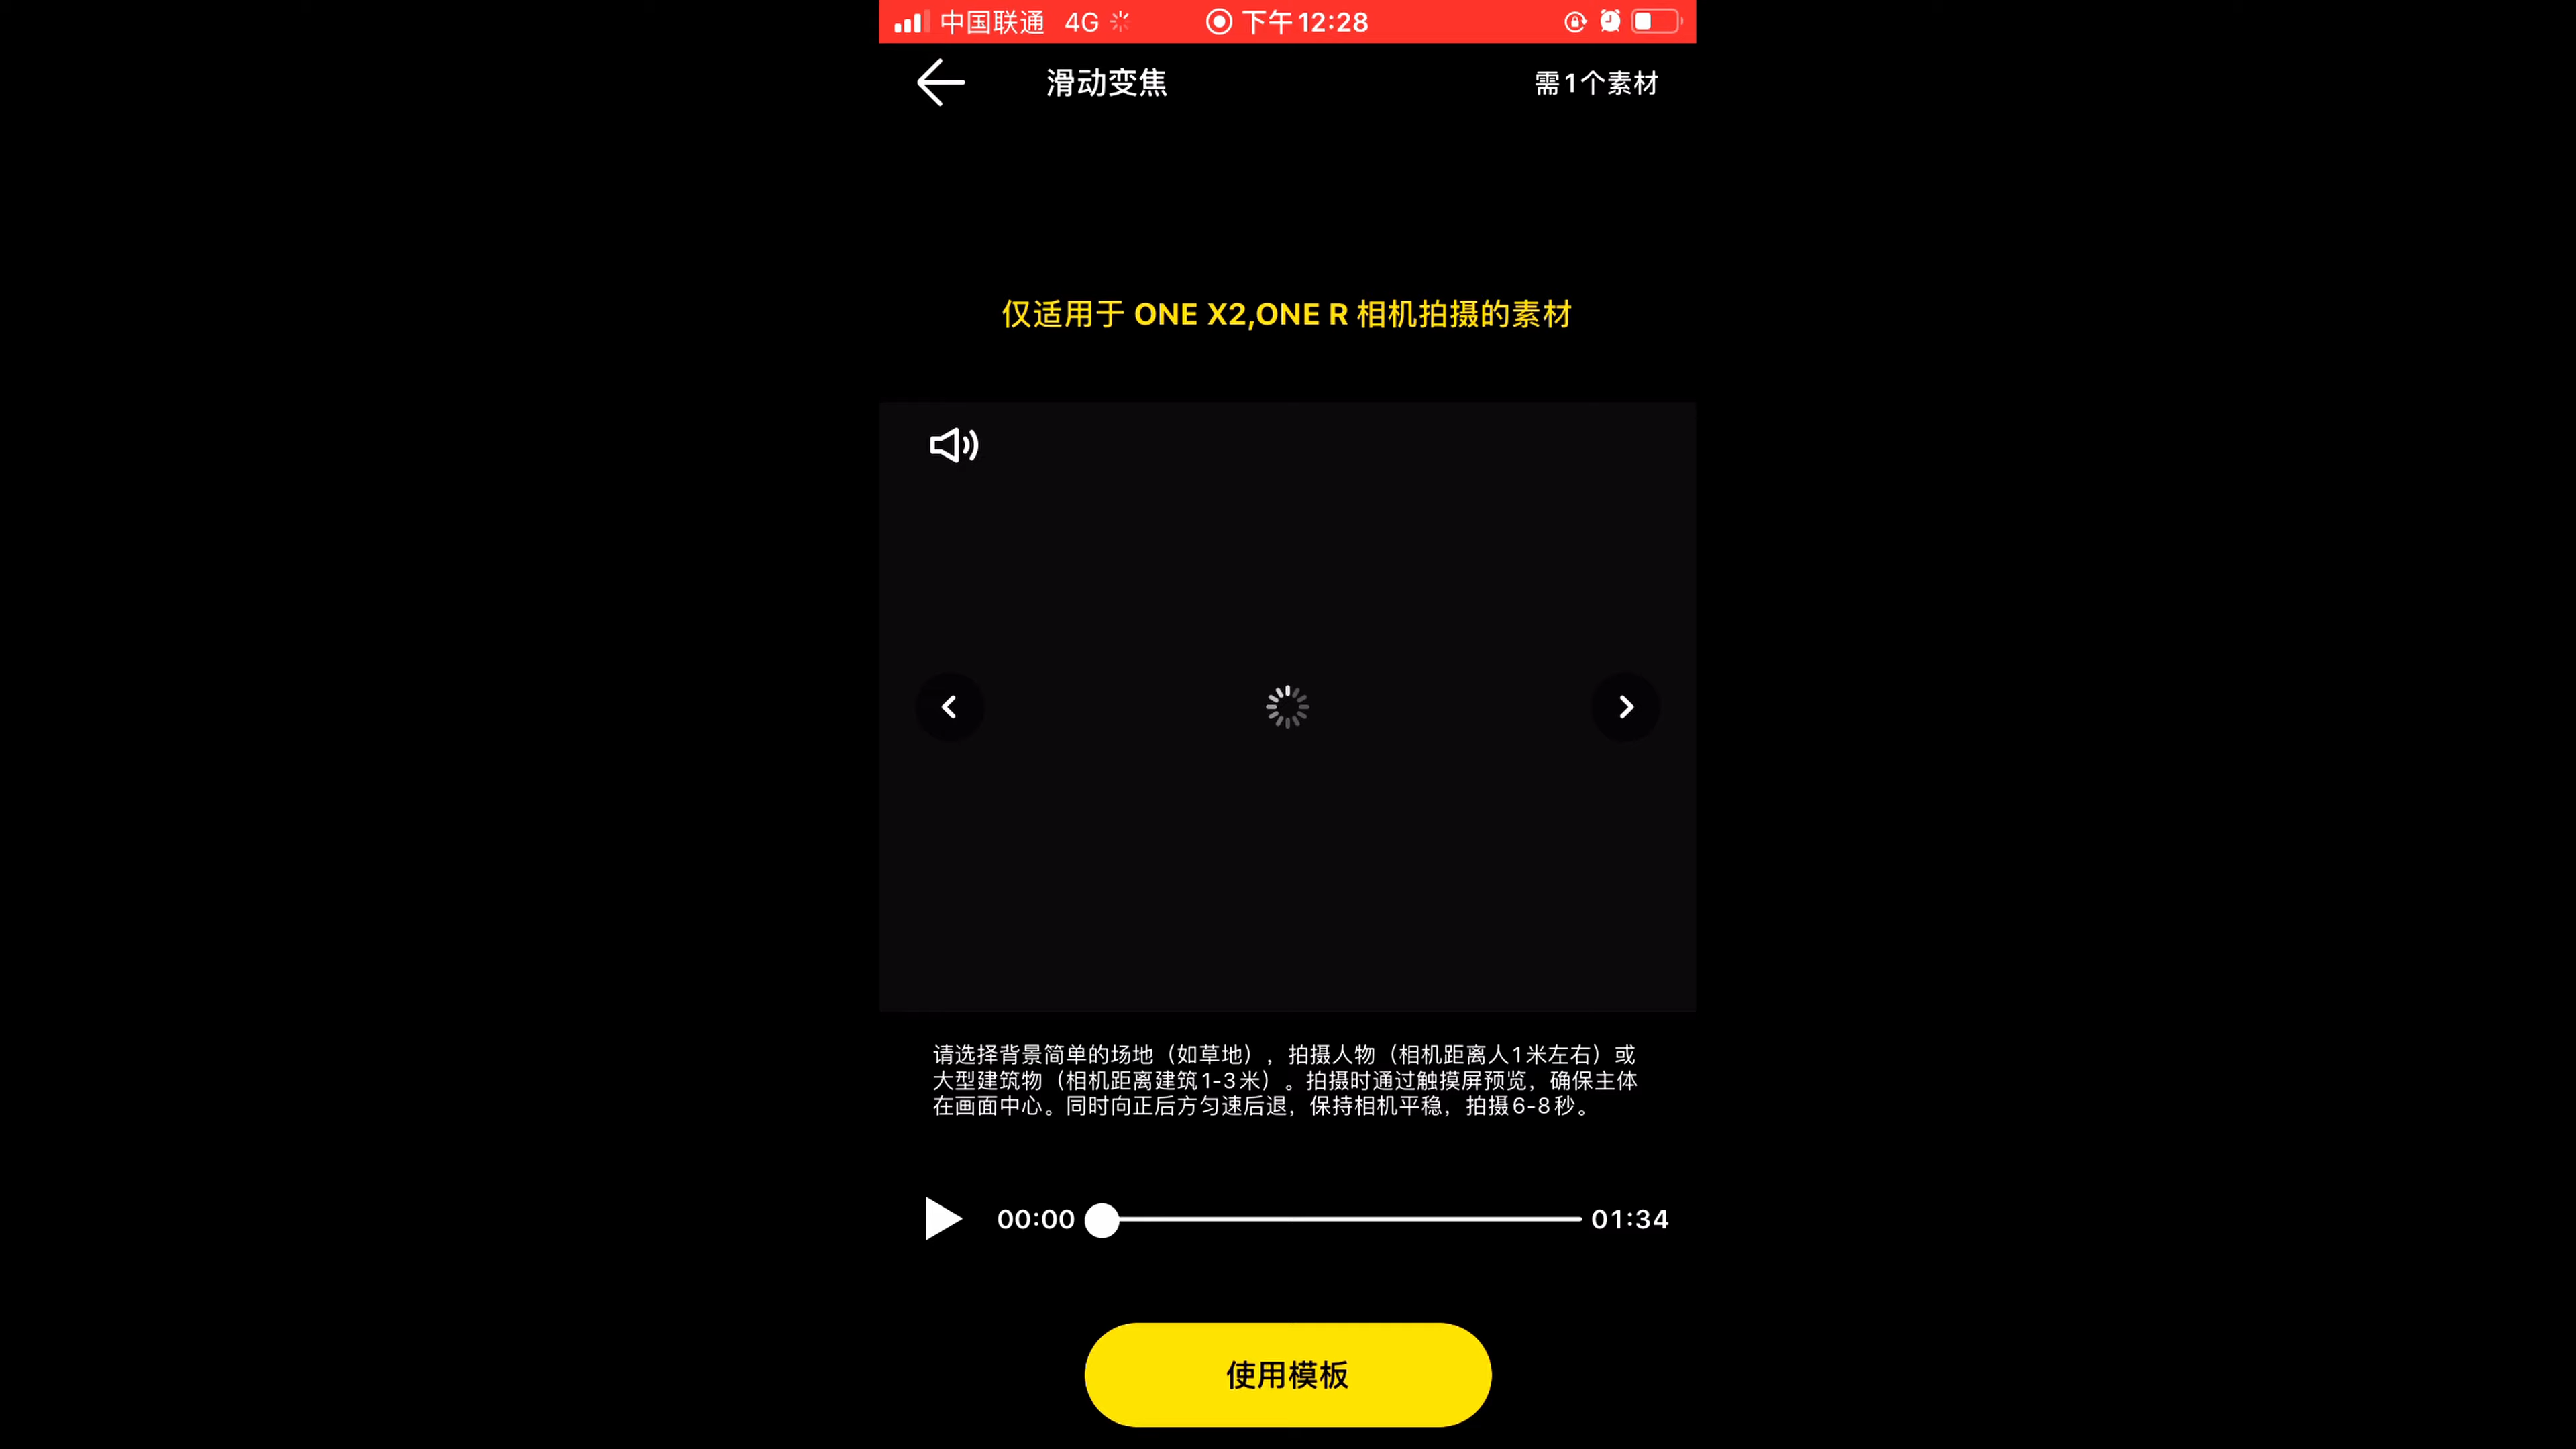 中国联通 4G 下午12:28
滑动变焦 需1个素材
仅适用于 ONE X2,ONE R 相机拍摄的素材
请选择背景简单的场地（如草地），拍摄人物（相机距离人1米左右）或
大型建筑物（相机距离建筑1-3米）。拍摄时通过触摸屏预览，确保主体
在画面中心。同时向正后方匀速后退，保持相机平稳，拍摄6-8秒。
00:00 01:34
使用模板